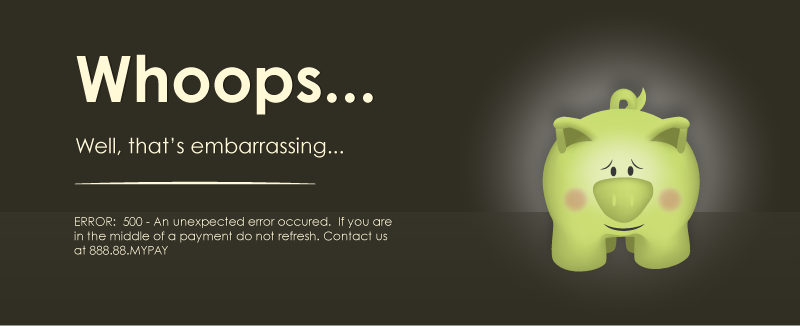 Whoops...
Well, that's embarrassing...
ERROR:  500 - An unexpected error occured.  If you are
in the middle of a payment do not refresh. Contact us
at 888.88.MYPAY